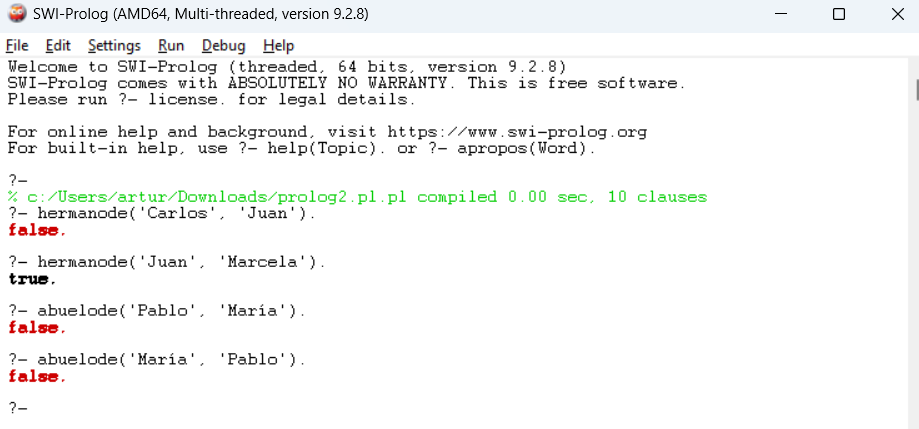 SWI-Prolog (AMD64, Multi-threaded, version 9.2.8)
File Edit Settings Run Debug Help
Welcome to SWI-Prolog (threaded, 64 bits, version 9.2.8)
SWI-Prolog comes with ABSOLUTELY NO WARRANTY. This is free software.
Please run ?- license. for legal details.
For online help and background, visit https://www.swi-prolog.org
For built-in help, use ?- help(Topic). or ?- apropos(Word).
?-
% c:/Users/artur/Downloads/prolog2.pl.pl compiled 0.00 sec, 10 clauses
?- hermanode('Carlos', 'Juan').
false.
?- hermanode('Juan', 'Marcela').
true.
?- abuelode('Pablo', 'María').
false.
?- abuelode('María', 'Pablo').
false.
?-